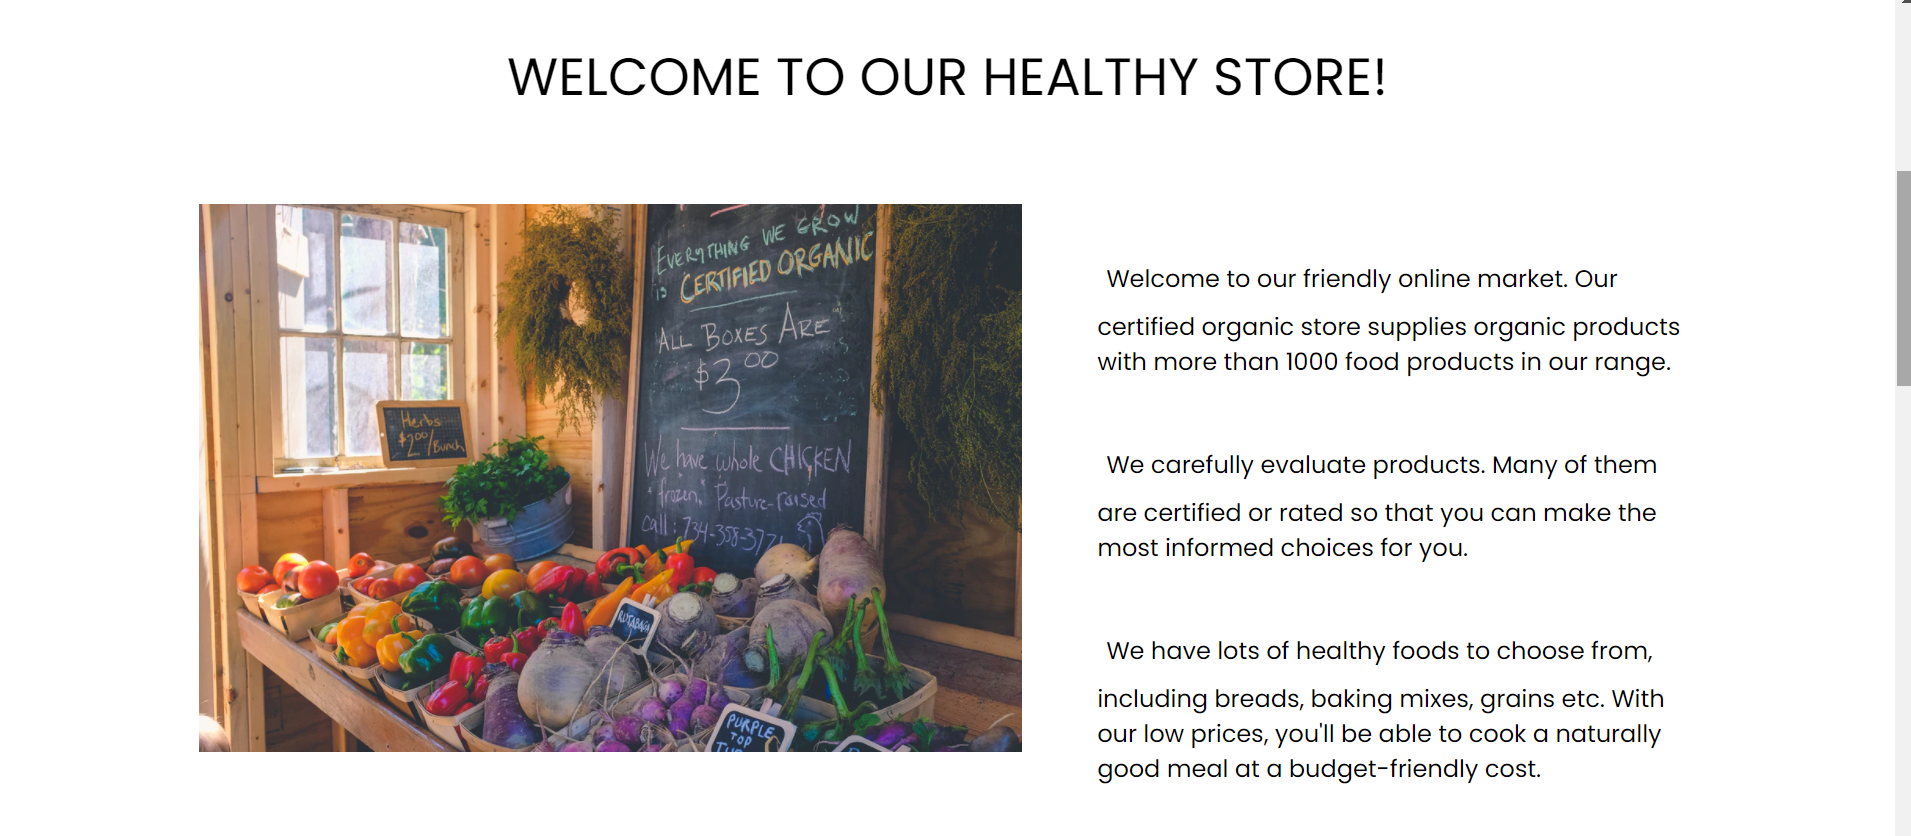 WELCOME TO OUR HEALTHY STORE!
EVERYTHING WE GROW
is CERTIFIED ORGANIC
ALL BOXES ARE
$3.00
Herbs
$2.00/Bunch
We have whole CHICKEN
"frozen," Pasture-raised
call: 734-358-377
RUTABAGA
PURPLE
TOP
Welcome to our friendly online market. Our
certified organic store supplies organic products
with more than 1000 food products in our range.
We carefully evaluate products. Many of them
are certified or rated so that you can make the
most informed choices for you.
We have lots of healthy foods to choose from,
including breads, baking mixes, grains etc. With
our low prices, you'll be able to cook a naturally
good meal at a budget-friendly cost.